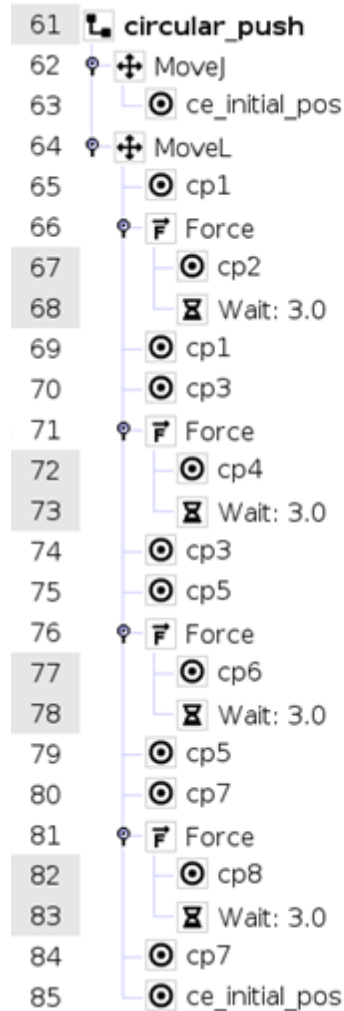 61 circular_push
62 MoveJ
63 ce_initial_pos
64 MoveL
65 cp1
66 F Force
67 cp2
68 Wait: 3.0
69 cp1
70 cp3
71 F Force
72 cp4
73 Wait: 3.0
74 cp3
75 cp5
76 F Force
77 cp6
78 Wait: 3.0
79 cp5
80 cp7
81 F Force
82 cp8
83 Wait: 3.0
84 cp7
85 ce_initial_pos